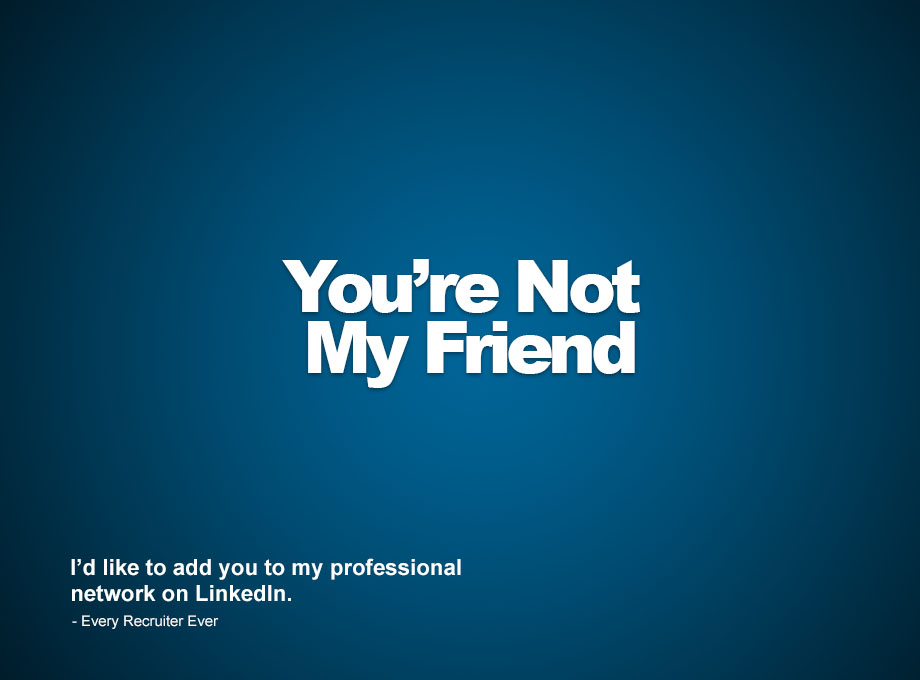 You’re Not
My Friend
I’d like to add you to my professional
network on LinkedIn.
- Every Recruiter Ever